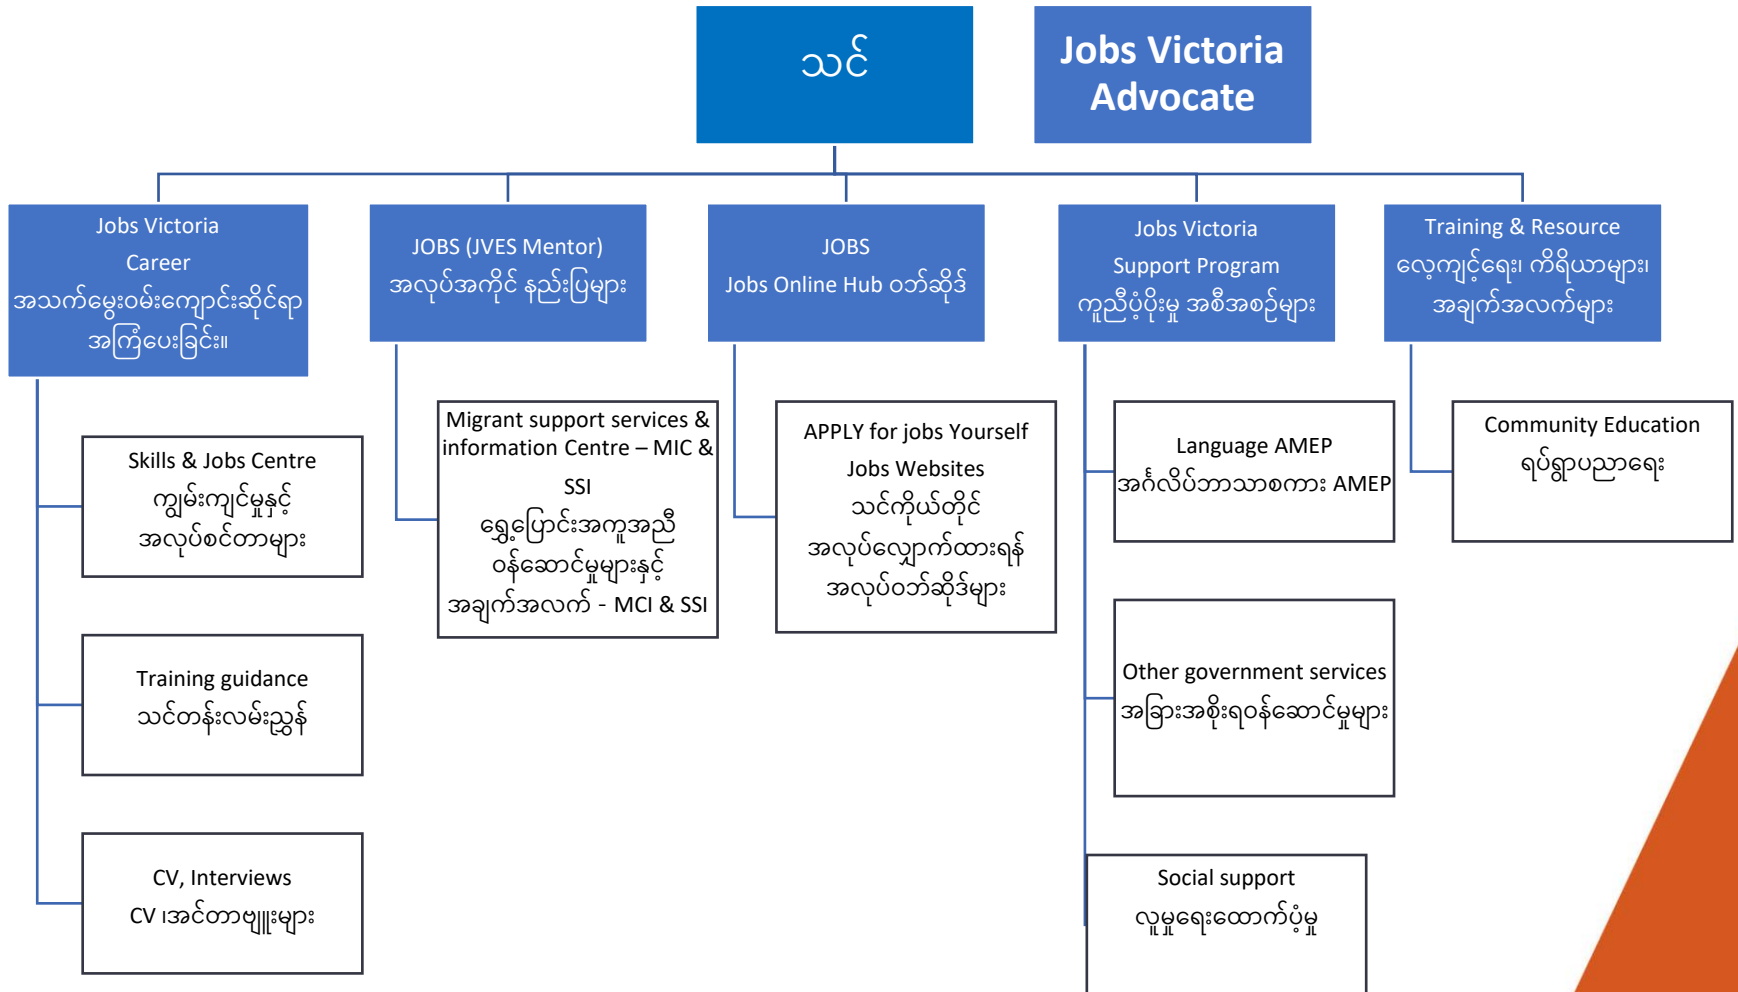 သင်
Jobs Victoria
Advocate
Jobs Victoria
Career
အသက်မွေးဝမ်းကျောင်းဆိုင်ရာ
အကြံပေးခြင်း။
JOBS (JVES Mentor)
အလုပ်အကိုင် နည်းပြများ
JOBS
Jobs Online Hub ဝဘ်ဆိုဒ်
Jobs Victoria
Support Program
ကူညီပံ့ပိုးမှု အစီအစဉ်များ
Training & Resource
လေ့ကျင့်ရေး၊ ကိရိယာများ၊
အချက်အလက်များ
Skills & Jobs Centre
ကျွမ်းကျင်မှုနှင့်
အလုပ်စင်တာများ
Training guidance
သင်တန်းလမ်းညွှန်
CV, Interviews
CV ၊အင်တာဗျူးများ
Migrant support services &
information Centre – MIC &
SSI
ရွှေ့ပြောင်းအကူအညီ
ဝန်ဆောင်မှုများနှင့်
အချက်အလက် - MCI & SSI
APPLY for jobs Yourself
Jobs Websites
သင်ကိုယ်တိုင်
အလုပ်လျှောက်ထားရန်
အလုပ်ဝဘ်ဆိုဒ်များ
Language AMEP
အင်္ဂလိပ်ဘာသာစကား AMEP
Other government services
အခြားအစိုးရဝန်ဆောင်မှုများ
Social support
လူမှုရေးထောက်ပံ့မှု
Community Education
ရပ်ရွာပညာရေး